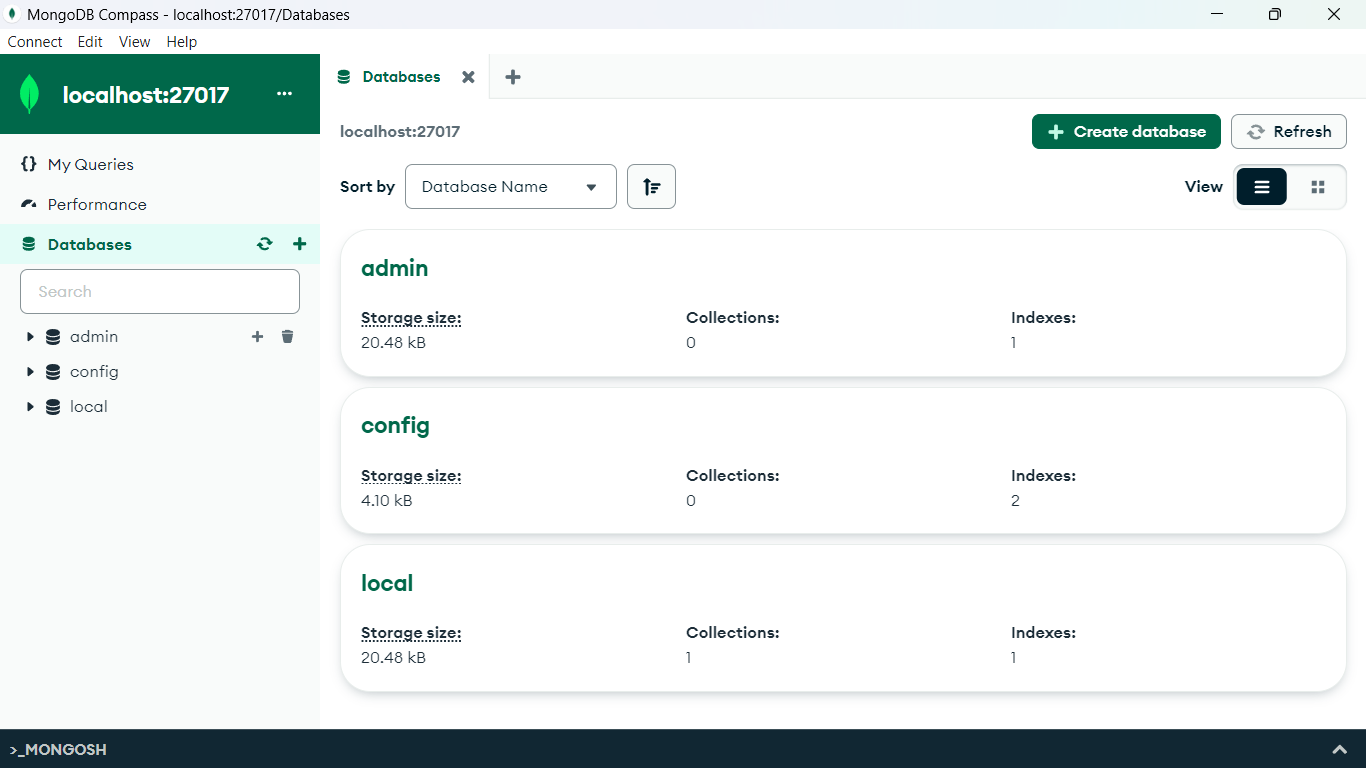 MongoDB Compass - localhost:27017/Databases
Connect Edit View Help
localhost:27017 ...
{} My Queries
Performance
Databases
Search
admin
config
local
Databases
localhost:27017
Create database Refresh
Sort by Database Name View
admin
Storage size: Collections: Indexes:
20.48 kB 0 1
config
Storage size: Collections: Indexes:
4.10 kB 0 2
local
Storage size: Collections: Indexes:
20.48 kB 1 1
>_MONGOSH